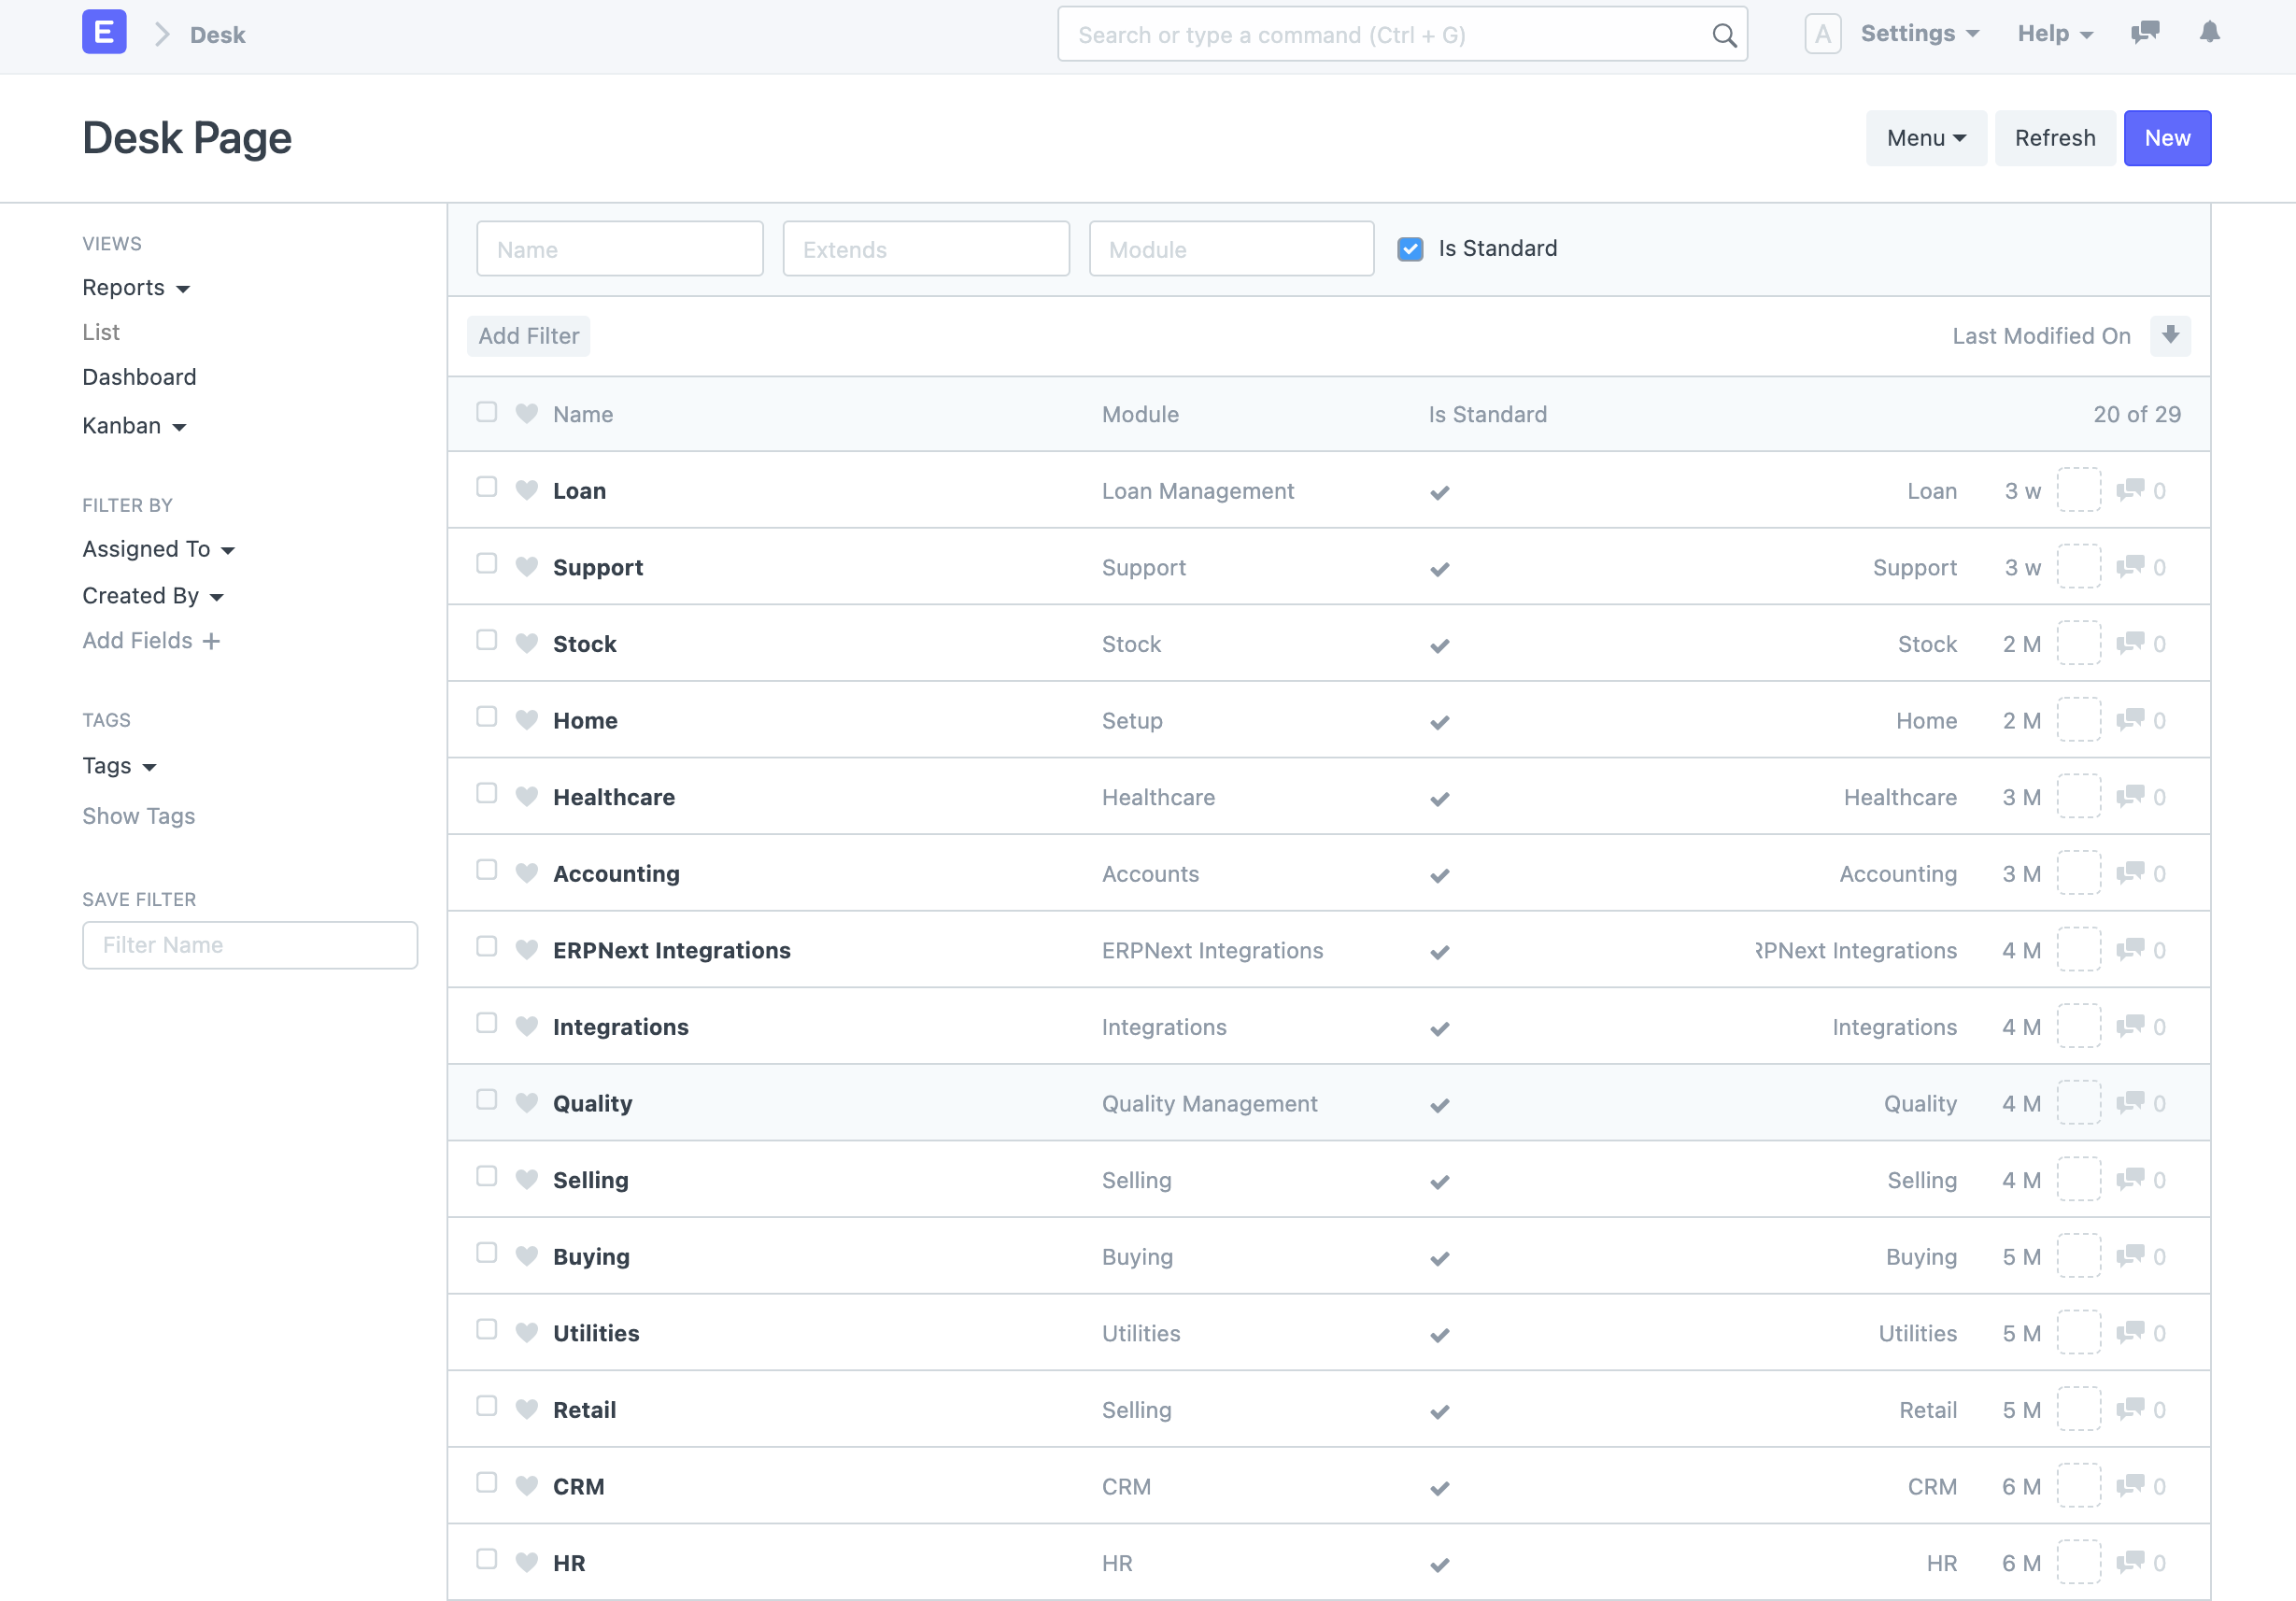 E Desk Search or type a command (Ctrl + G) A Settings Help
Desk Page Menu Refresh New
VIEWS
Reports
List
Dashboard
Kanban
FILTER BY
Assigned To
Created By
Add Fields
TAGS
Tags
Show Tags
SAVE FILTER
Filter Name
Name Extends Module Is Standard
Add Filter Last Modified On
Name Module Is Standard 20 of 29
Loan Loan Management Loan 3 w 0
Support Support Support 3 w 0
Stock Stock Stock 2 M 0
Home Setup Home 2 M 0
Healthcare Healthcare Healthcare 3 M 0
Accounting Accounts Accounting 3 M 0
ERPNext Integrations ERPNext Integrations RPNext Integrations 4 M 0
Integrations Integrations Integrations 4 M 0
Quality Quality Management Quality 4 M 0
Selling Selling Selling 4 M 0
Buying Buying Buying 5 M 0
Utilities Utilities Utilities 5 M 0
Retail Selling Retail 5 M 0
CRM CRM CRM 6 M 0
HR HR HR 6 M 0